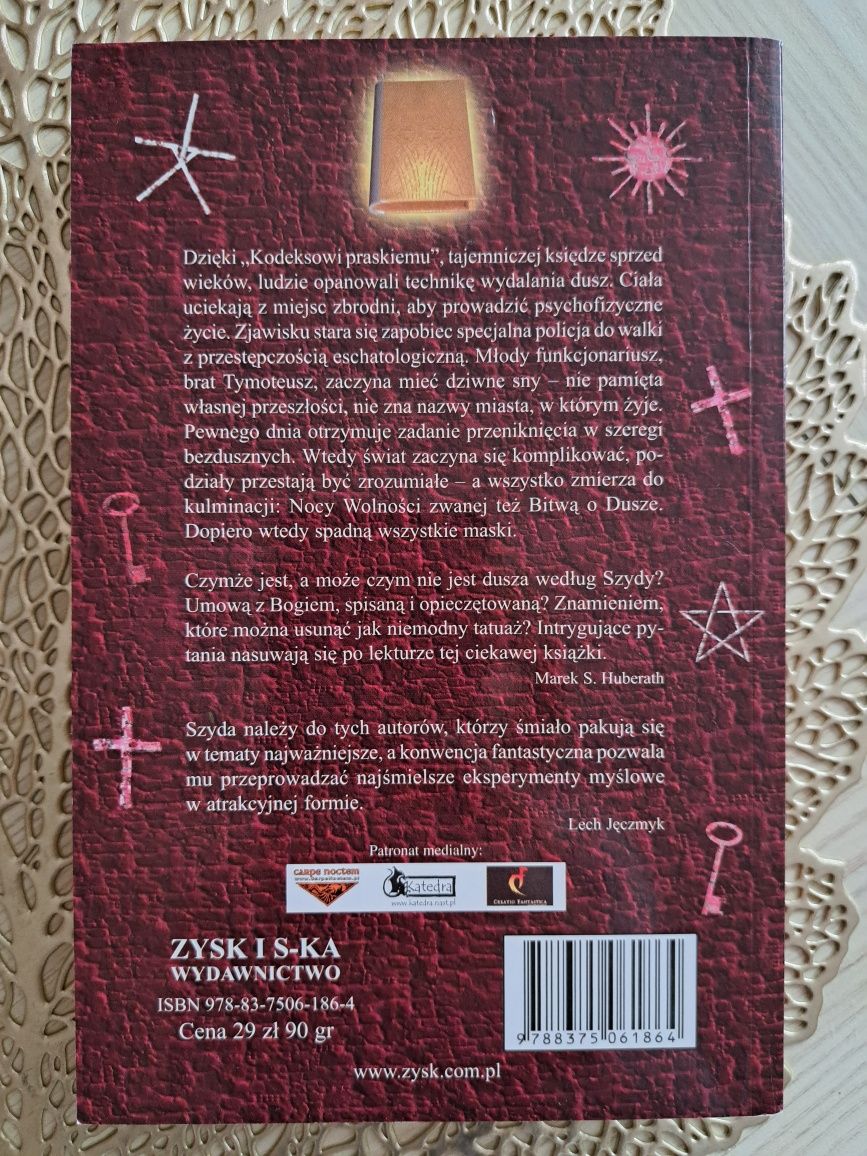 Dzięki „Kodeksowi praskiemu”, tajemniczej księdze sprzed
wieków, ludzie opanowali technikę wydalania dusz. Ciała
uciekają z miejsc zbrodni, aby prowadzić psychofizyczne
życie. Zjawisku stara się zapobiec specjalna policja do walki
z przestępczością eschatologiczną. Młody funkcjonariusz,
brat Tymoteusz, zaczyna mieć dziwne sny – nie pamięta
własnej przeszłości, nie zna nazwy miasta, w którym żyje.
Pewnego dnia otrzymuje zadanie przeniknięcia w szeregi
bezdusznych. Wtedy świat zaczyna się komplikować, po-
działy przestają być zrozumiałe – a wszystko zmierza do
kulminacji: Nocy Wolności zwanej też Bitwą o Dusze.
Dopiero wtedy spadną wszystkie maski.
Czymże jest, a może czym nie jest dusza według Szydy?
Umową z Bogiem, spisaną i opieczętowaną? Znamieniem,
które można usunąć jak niemodny tatuaż? Intrygujące py-
tania nasuwają się po lekturze tej ciekawej książki.
Marek S. Huberath
Szyda należy do tych autorów, którzy śmiało pakują się
w tematy najważniejsze, a konwencja fantastyczna pozwala
mu przeprowadzać najśmielsze eksperymenty myślowe
w atrakcyjnej formie.
Lech Jęczmyk
Patronat medialny:
CARPE NOCTEM
Katedra
www.katedra.nast.pl
CREATIO FANTASTICA
ZYSK I S-KA
WYDAWNICTWO
ISBN 978-83-7506-186-4
Cena 29 zł 90 gr
9 788375 061864
www.zysk.com.pl